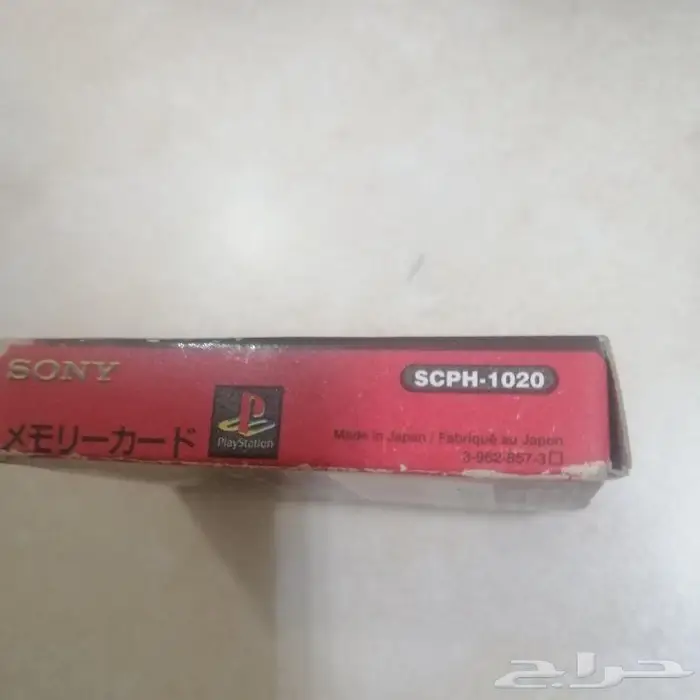 SONY
SCPH-1020
メモリーカード
PlayStation
Made in Japan / Fabriqué au Japon
3-962-857-3□
حراج